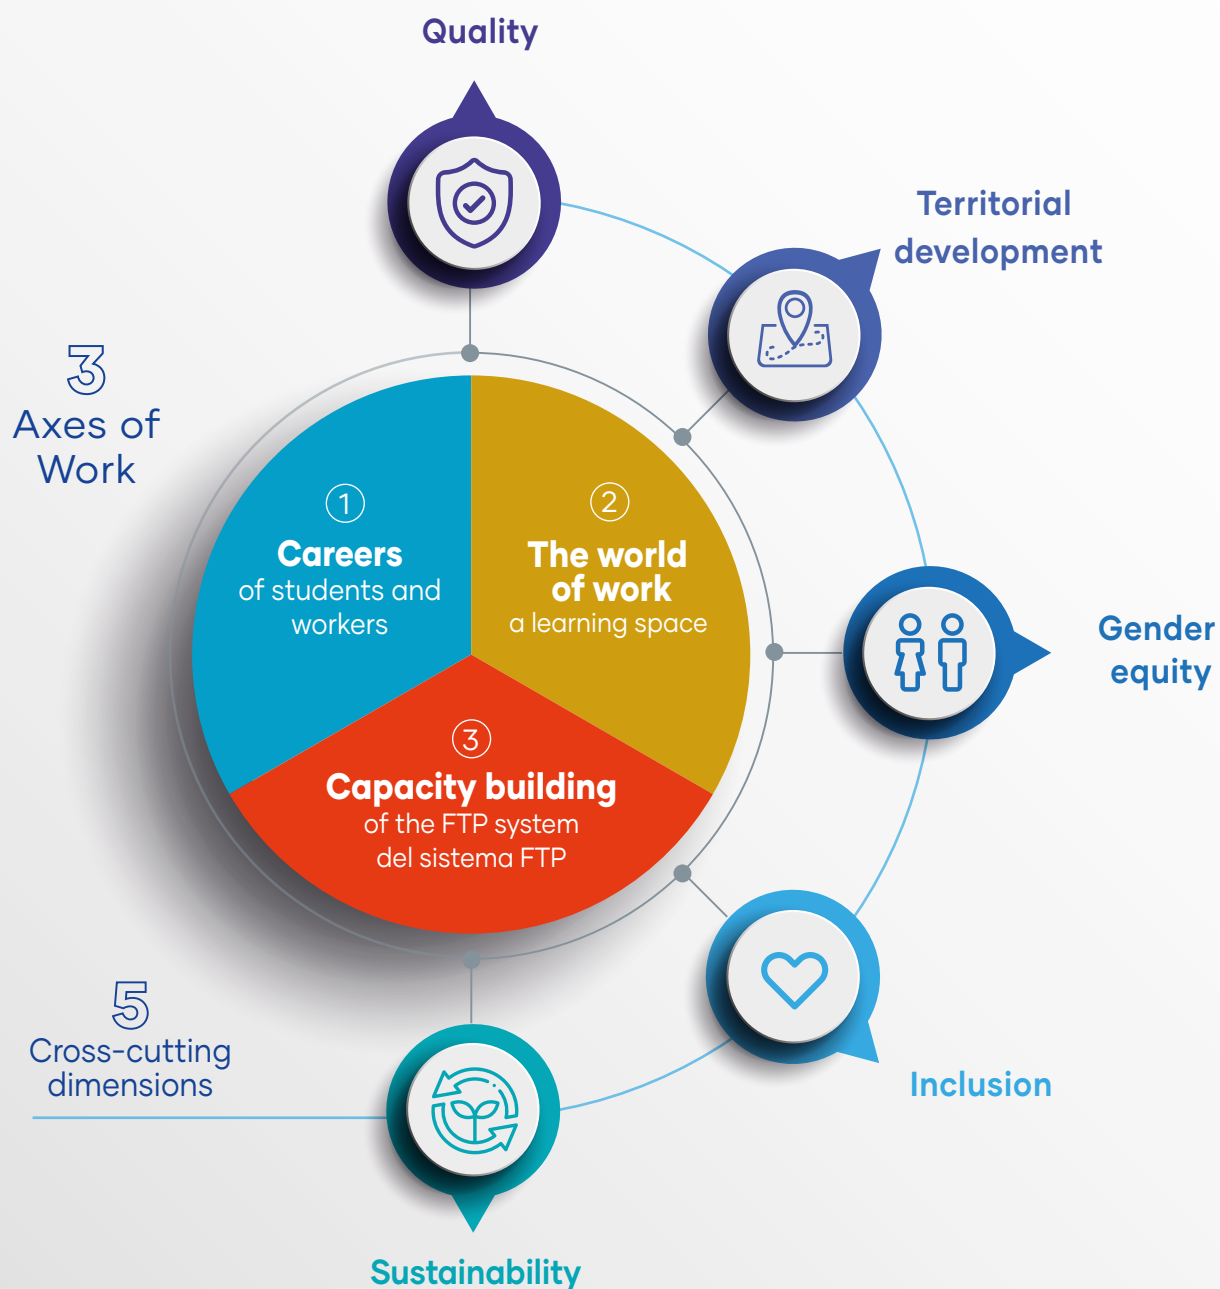 Quality
Territorial
development
3
Axes of
Work
1
Careers
of students and
workers
2
The world
of work
a learning space
Gender
equity
3
Capacity building
of the FTP system
del sistema FTP
5
Cross-cutting
dimensions
Inclusion
Sustainability